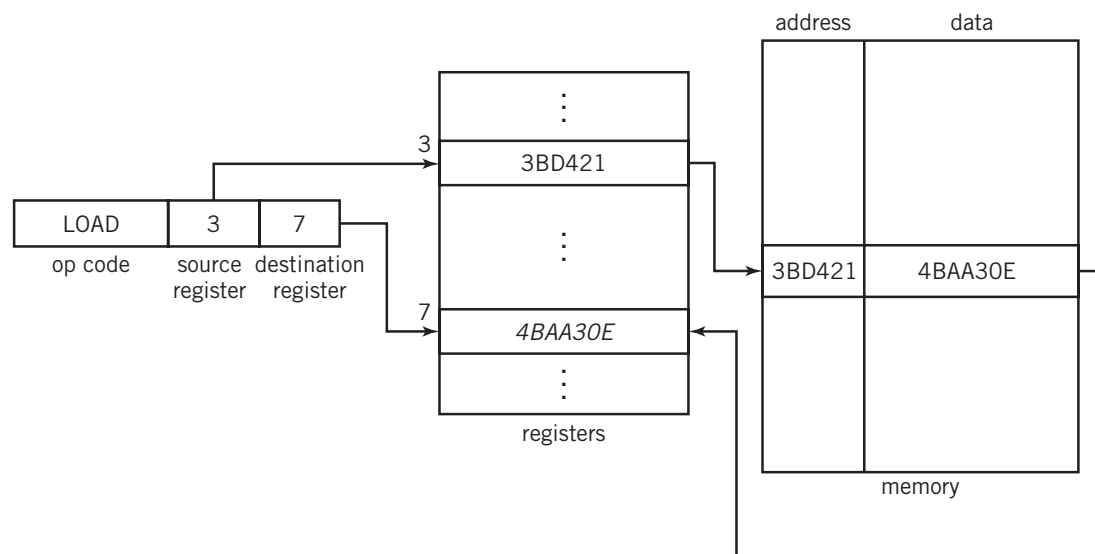 address data
3
3BD421
LOAD 3 7
op code source register destination register
3BD421 4BAA30E
7
4BAA30E
registers
memory